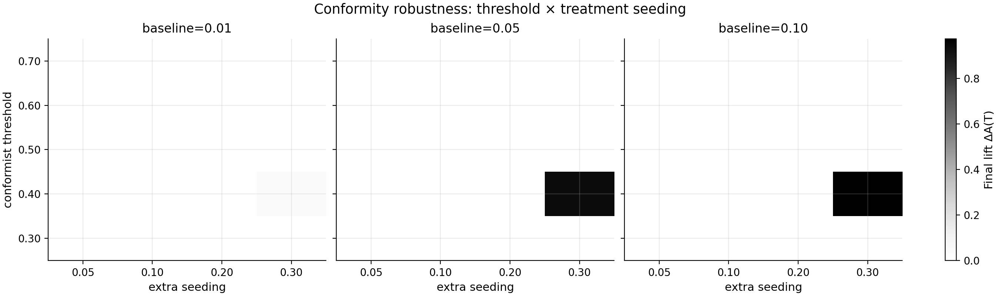 Conformity robustness: threshold × treatment seeding
baseline=0.01
baseline=0.05
baseline=0.10
conformist threshold
0.70
0.60
0.50
0.40
0.30
0.05 0.10 0.20 0.30
0.05 0.10 0.20 0.30
0.05 0.10 0.20 0.30
extra seeding
extra seeding
extra seeding
0.8
0.6
0.4
0.2
0.0
Final lift ΔA(T)